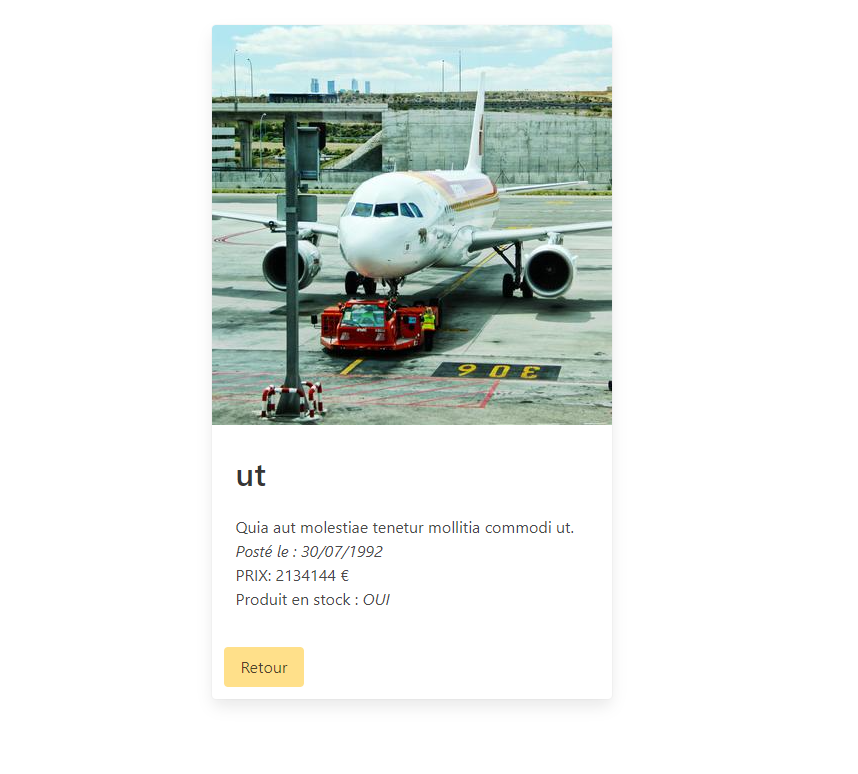 306
ut
Quia aut molestiae tenetur mollitia commodi ut.
Posté le : 30/07/1992
PRIX: 2134144 €
Produit en stock : OUI
Retour